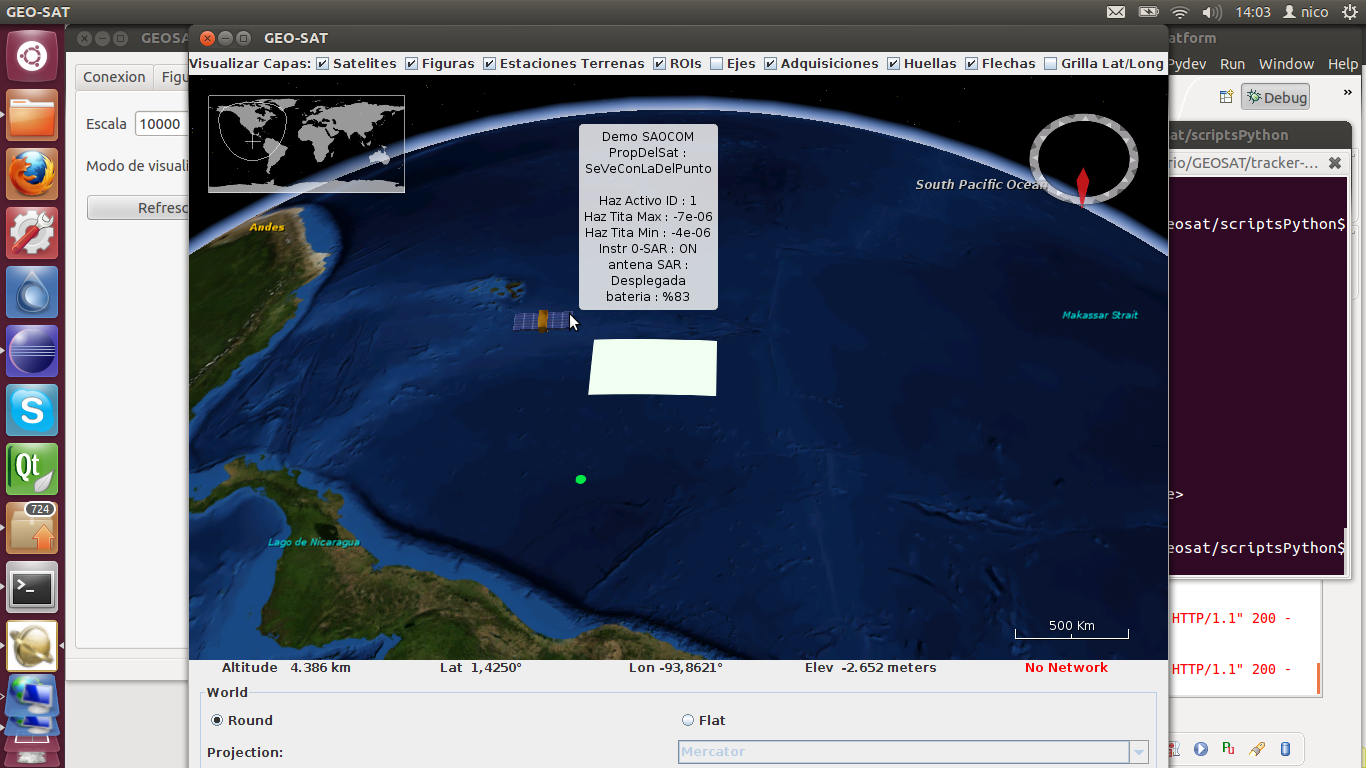 GEO-SAT
14:03
nico
GEOSA
GEO-SAT
atform
Pydev Run Window Help
Visualizar Capas: Satelites Figuras Estaciones Terrenas ROIs Ejes Adquisiciones Huellas Flechas Grilla Lat/Long
Conexion
Figu
Escala 10000
Modo de visuali
Refresc
Debug
»
at/scriptsPython
rio/GEOSAT/tracker-...
eosat/scriptsPython$
e>
eosat/scriptsPython$
HTTP/1.1" 200 -
HTTP/1.1" 200 -
Demo SAOCOM
PropDelSat :
SeVeConLaDelPunto
Haz Activo ID : 1
Haz Tita Max : -7e-06
Haz Tita Min : -4e-06
Instr 0-SAR : ON
antena SAR :
Desplegada
bateria : %83
South Pacific Ocean
Andes
Makassar Strait
Lago de Nicaragua
500 Km
Qt
724
Altitude 4.386 km Lat 1,4250° Lon -93,8621° Elev -2.652 meters No Network
World
Round Flat
Projection: Mercator